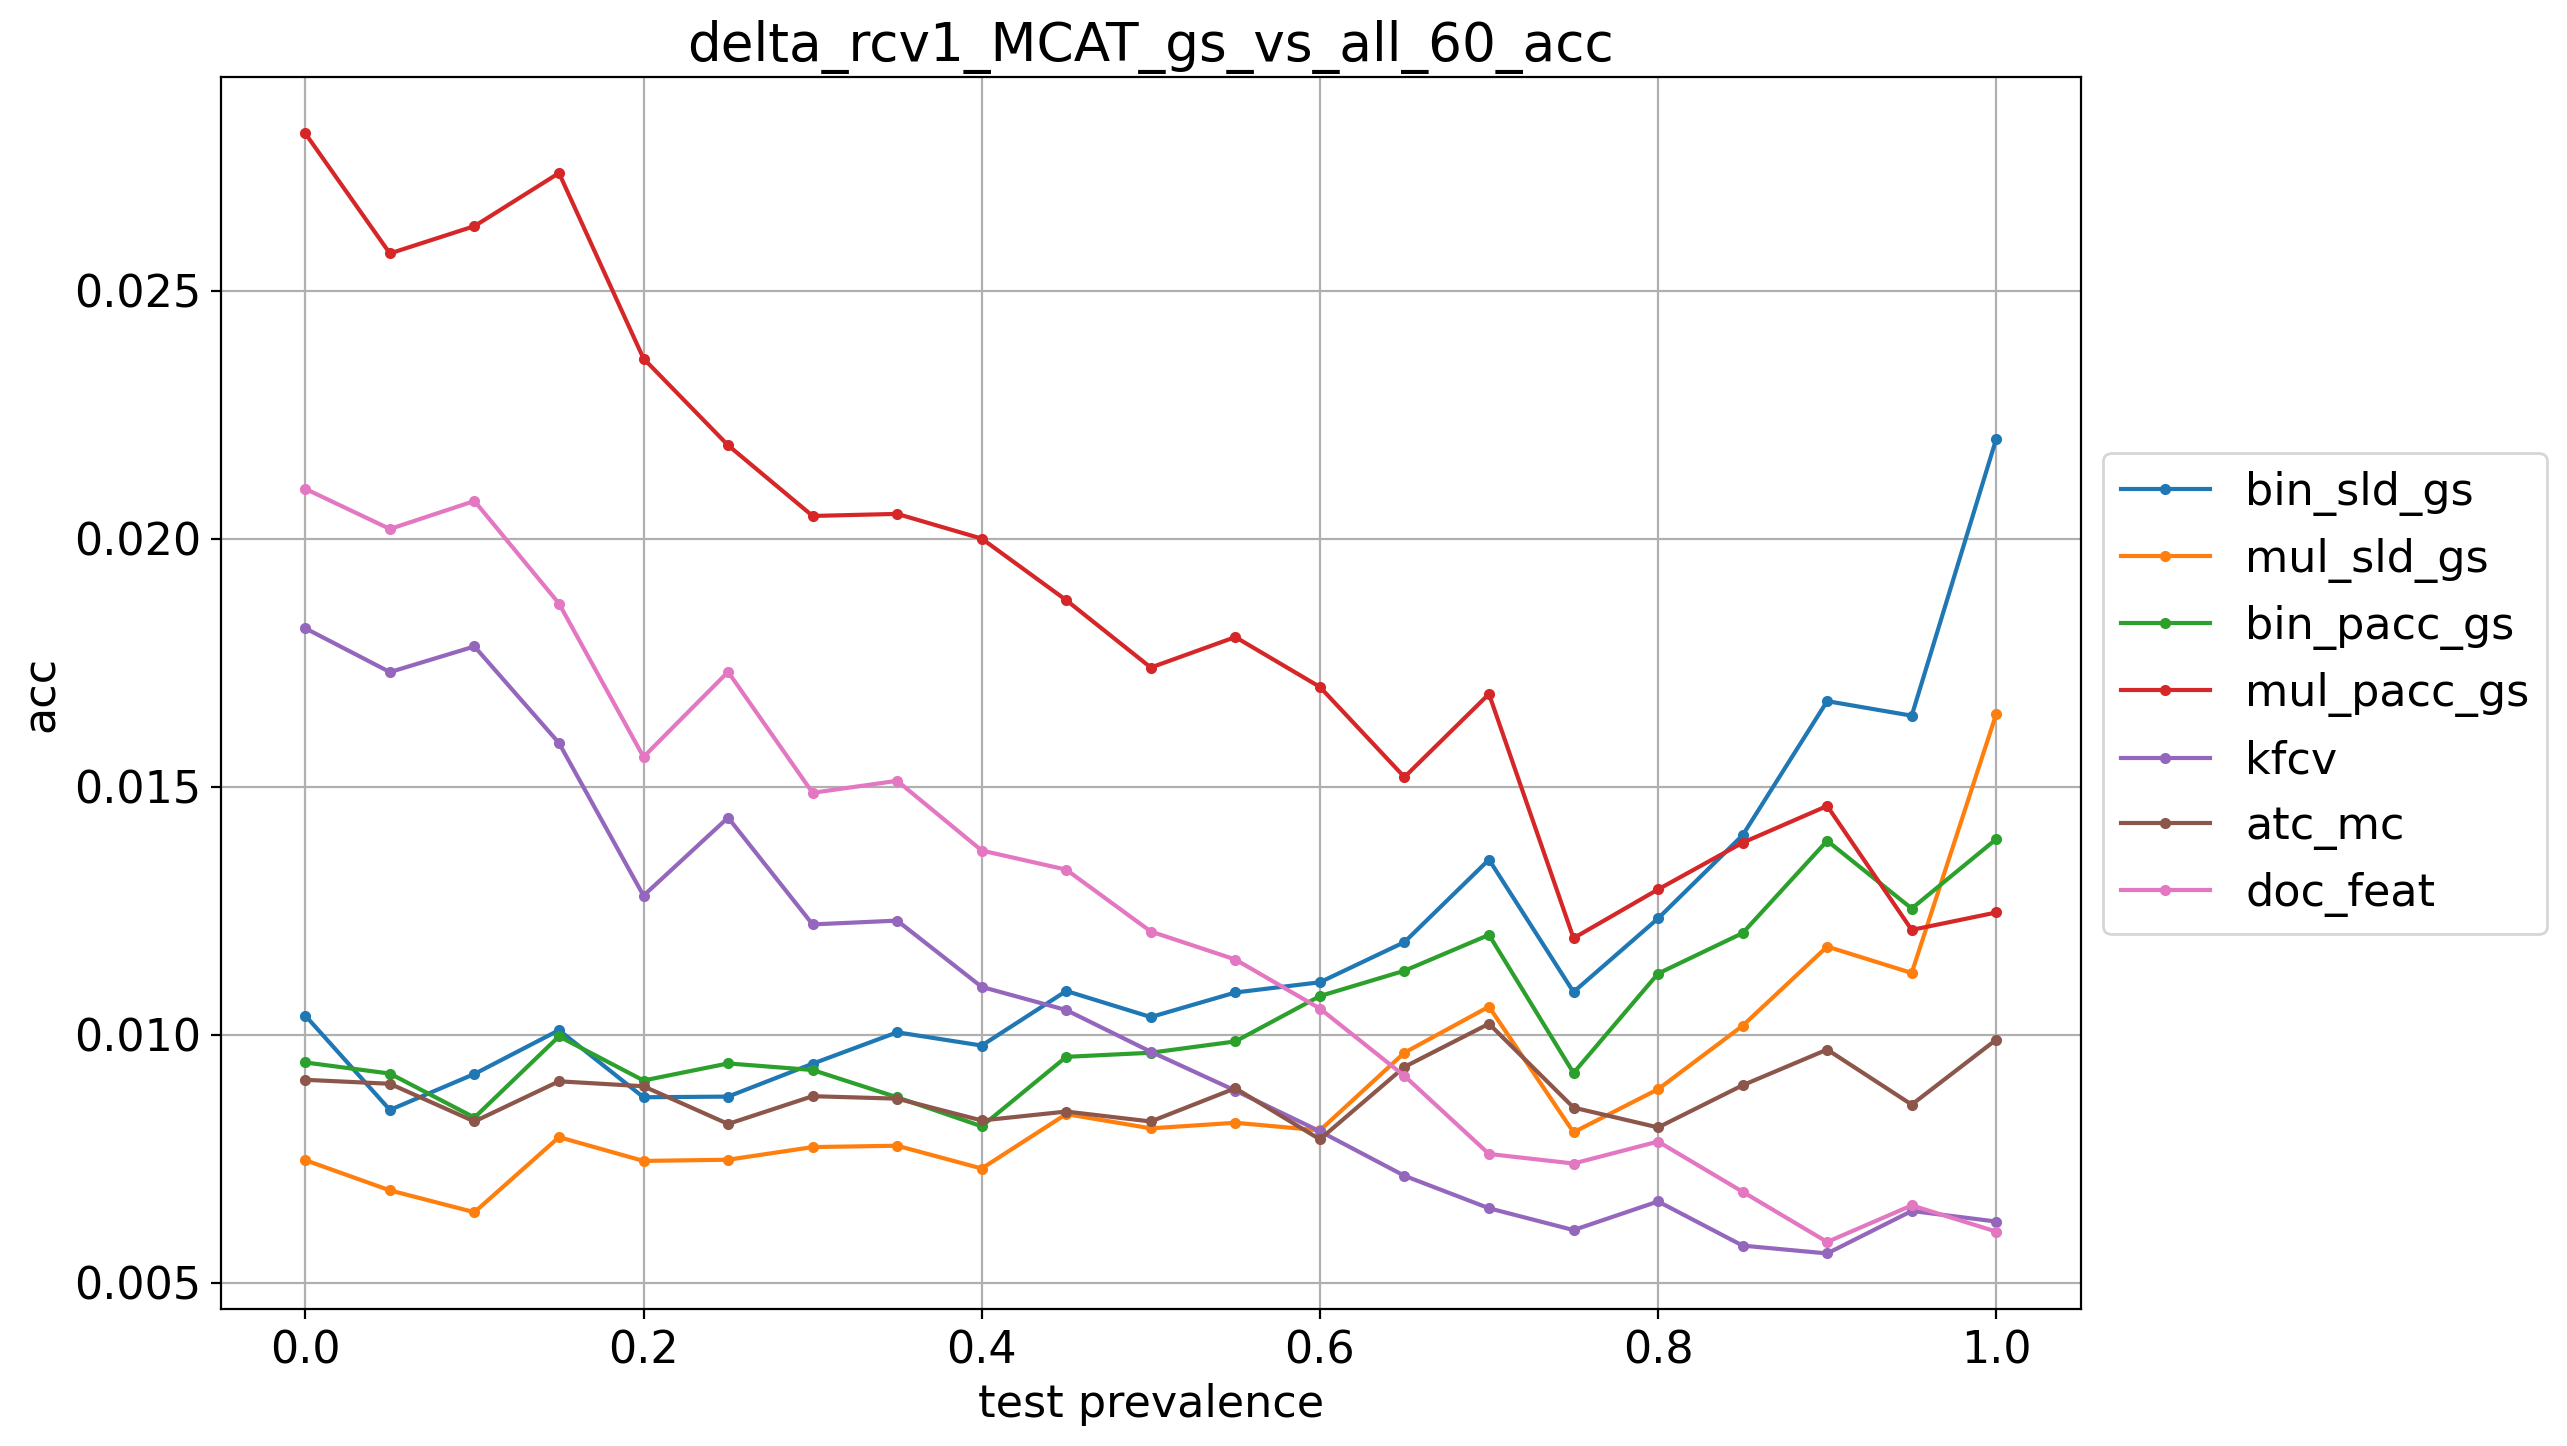 delta_rcv1_MCAT_gs_vs_all_60_acc
acc
0.025
0.020
0.015
0.010
0.005
0.0 0.2 0.4 0.6 0.8 1.0
test prevalence
bin_sld_gs
mul_sld_gs
bin_pacc_gs
mul_pacc_gs
kfcv
atc_mc
doc_feat